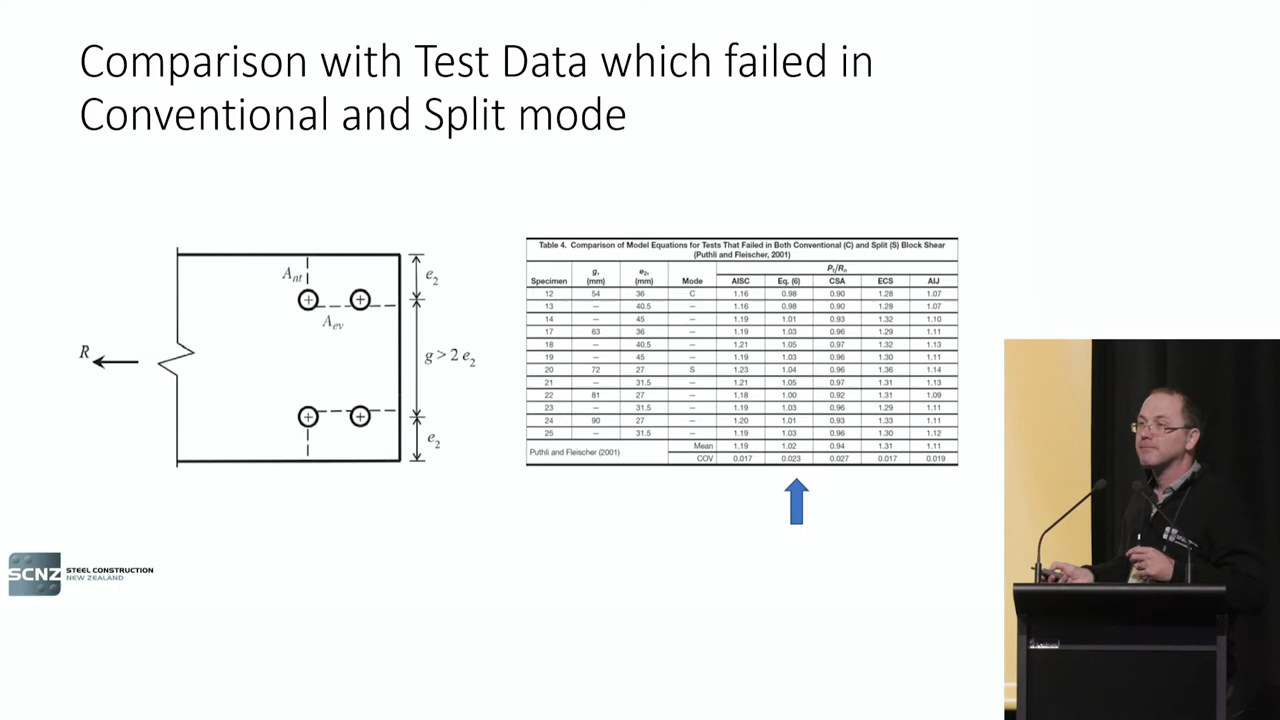 Comparison with Test Data which failed in
Conventional and Split mode
Ant
Aev
R
e2
g > 2 e2
e2
Table 4. Comparison of Model Equations for Tests That Failed in Both Conventional (C) and Split (S) Block Shear
(Puthli and Fleischer, 2001)
Specimen g, (mm) e2, (mm) Mode Pt/Rn
AISC Eq. (6) CSA ECS AIJ
12 54 36 C 1.16 0.98 0.90 1.28 1.07
13 – 40.5 – 1.16 0.98 0.90 1.28 1.07
14 – 45 – 1.19 1.01 0.93 1.32 1.10
17 63 36 – 1.19 1.03 0.96 1.29 1.11
18 – 40.5 – 1.21 1.05 0.97 1.32 1.13
19 – 45 – 1.19 1.03 0.96 1.30 1.11
20 72 27 S 1.23 1.04 0.96 1.36 1.14
21 – 31.5 – 1.21 1.05 0.97 1.31 1.13
22 81 27 – 1.18 1.00 0.92 1.31 1.09
23 – 31.5 – 1.19 1.03 0.96 1.29 1.11
24 90 27 – 1.20 1.01 0.93 1.33 1.11
25 – 31.5 – 1.19 1.03 0.96 1.30 1.12
Puthli and Fleischer (2001) Mean 1.19 1.02 0.94 1.31 1.11
COV 0.017 0.023 0.027 0.017 0.019
SCNZ STEEL CONSTRUCTION
NEW ZEALAND